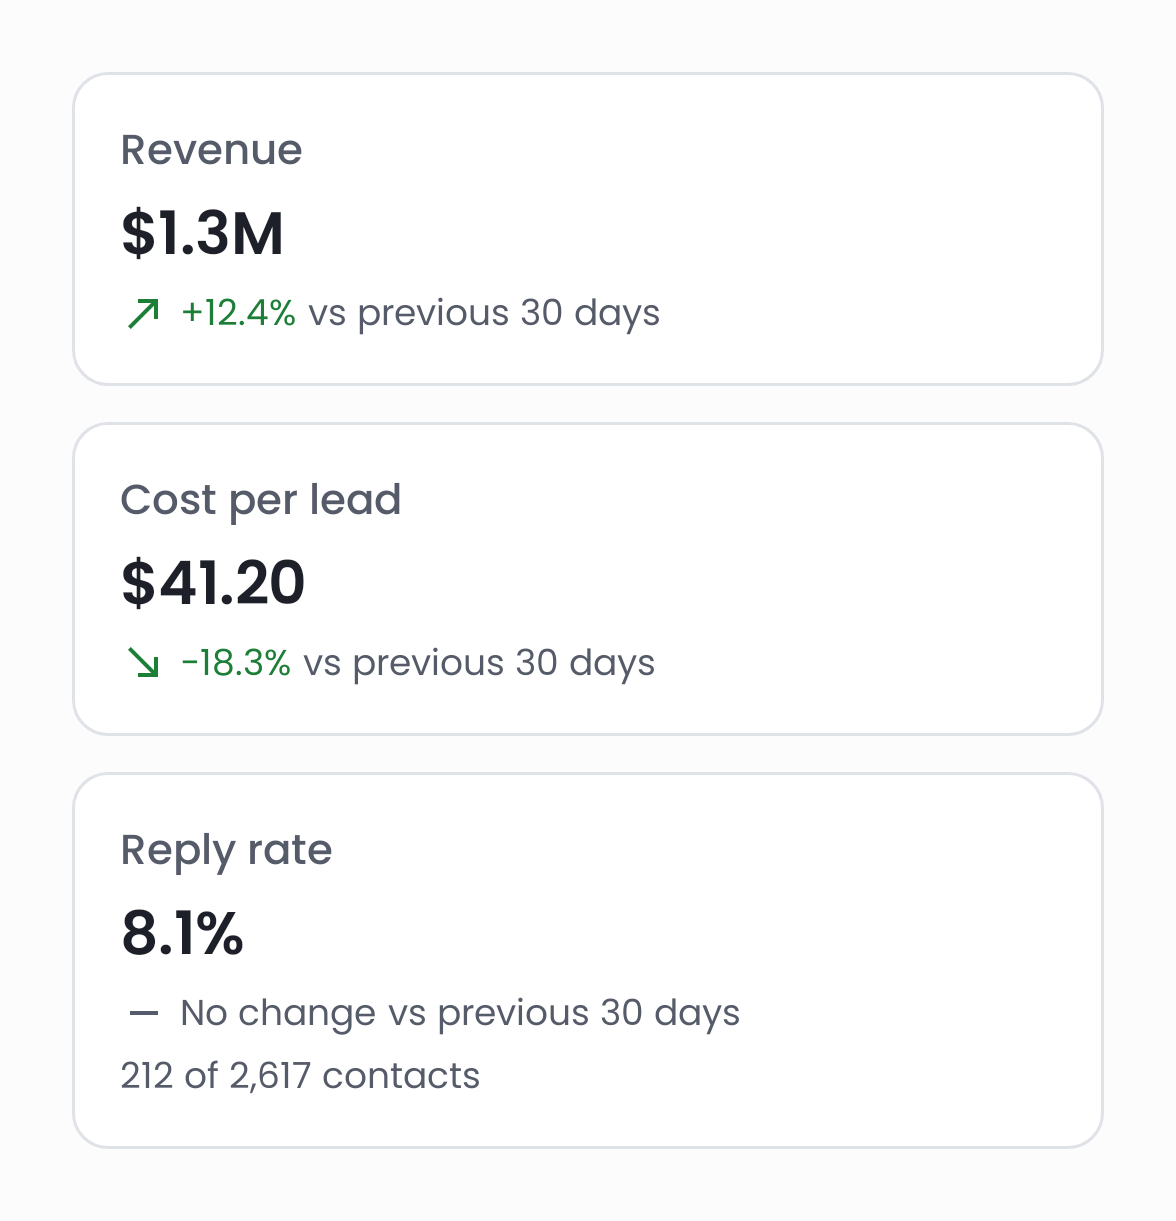 Revenue
$1.3M
+12.4% vs previous 30 days
Cost per lead
$41.20
-18.3% vs previous 30 days
Reply rate
8.1%
No change vs previous 30 days
212 of 2,617 contacts